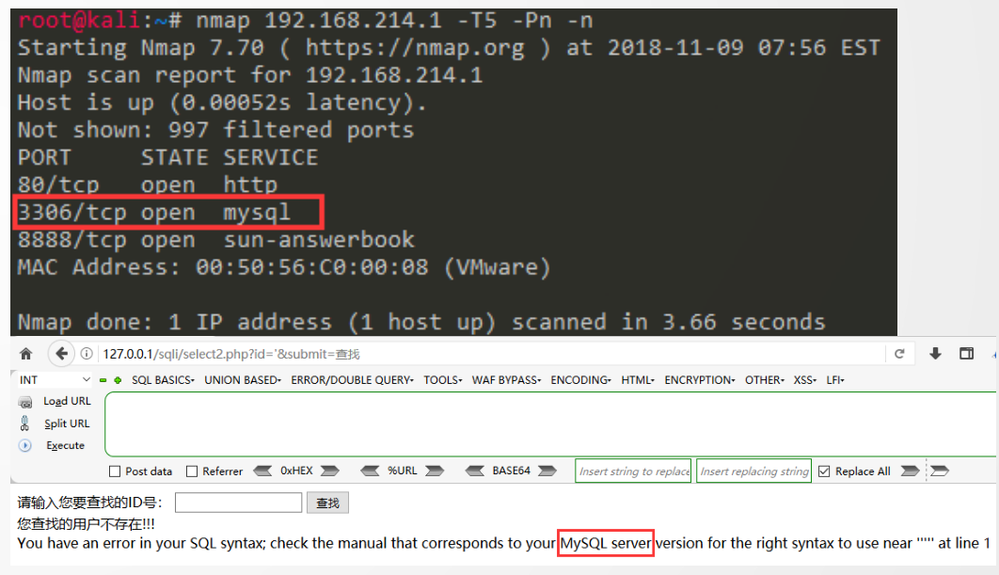 root@kali:~# nmap 192.168.214.1 -T5 -Pn -n
Starting Nmap 7.70 ( https://nmap.org ) at 2018-11-09 07:56 EST
Nmap scan report for 192.168.214.1
Host is up (0.00052s latency).
Not shown: 997 filtered ports
PORT     STATE SERVICE
80/tcp   open  http
3306/tcp open  mysql
8888/tcp open  sun-answerbook
MAC Address: 00:50:56:C0:00:08 (VMware)
Nmap done: 1 IP address (1 host up) scanned in 3.66 seconds
127.0.0.1/sqli/select2.php?id='&submit=查找
INT SQL BASICS UNION BASED ERROR/DOUBLE QUERY TOOLS WAF BYPASS ENCODING HTML ENCRYPTION OTHER XSS LFI
Load URL
Split URL
Execute
Post data Referrer 0xHEX %URL BASE64 Insert string to replace Insert replacing string Replace All
请输入您要查找的ID号： 查找
您查找的用户不存在!!!
You have an error in your SQL syntax; check the manual that corresponds to your MySQL server version for the right syntax to use near ''''' at line 1